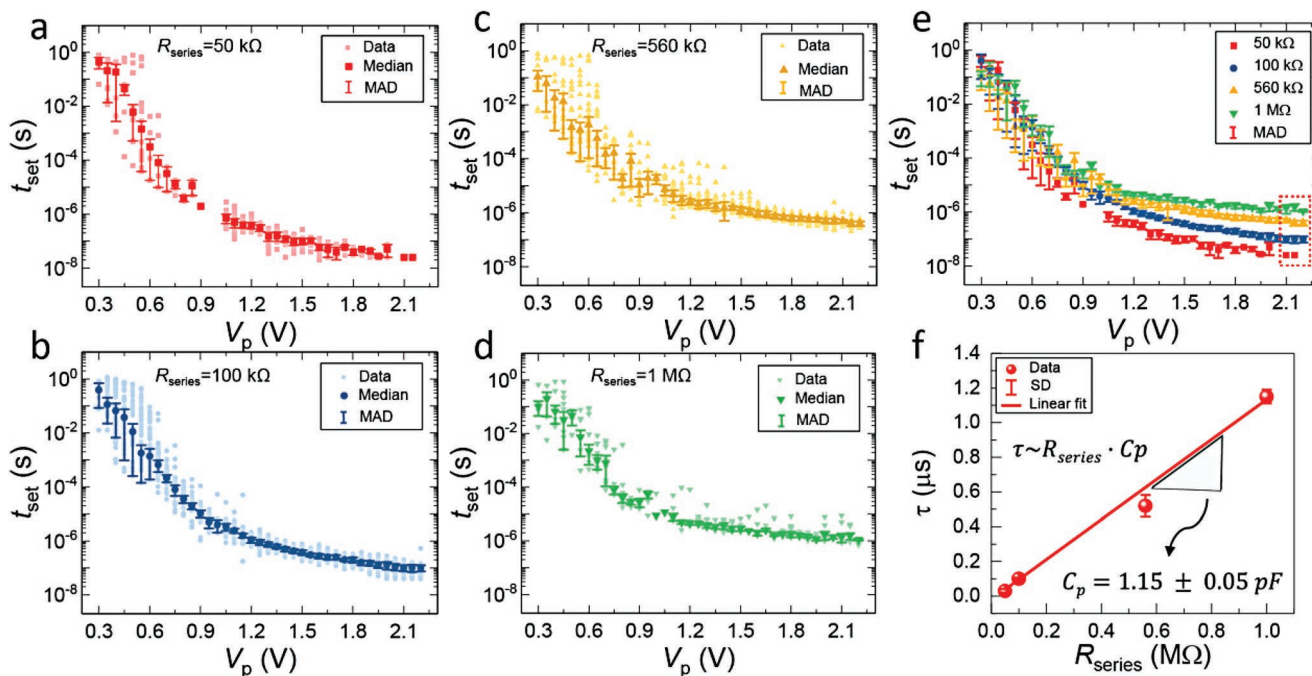 a
R_series=50 kΩ
Data
Median
MAD
t_set (s)
10^0
10^-2
10^-4
10^-6
10^-8
0.3 0.6 0.9 1.2 1.5 1.8 2.1
V_p (V)
c
R_series=560 kΩ
Data
Median
MAD
t_set (s)
10^0
10^-2
10^-4
10^-6
10^-8
0.3 0.6 0.9 1.2 1.5 1.8 2.1
V_p (V)
e
50 kΩ
100 kΩ
560 kΩ
1 MΩ
MAD
t_set (s)
10^0
10^-2
10^-4
10^-6
10^-8
0.3 0.6 0.9 1.2 1.5 1.8 2.1
V_p (V)
b
R_series=100 kΩ
Data
Median
MAD
t_set (s)
10^0
10^-2
10^-4
10^-6
10^-8
0.3 0.6 0.9 1.2 1.5 1.8 2.1
V_p (V)
d
R_series=1 MΩ
Data
Median
MAD
t_set (s)
10^0
10^-2
10^-4
10^-6
10^-8
0.3 0.6 0.9 1.2 1.5 1.8 2.1
V_p (V)
f
Data
SD
Linear fit
τ~R_series · Cp
C_p = 1.15 ± 0.05 pF
τ (µs)
1.4
1.2
1.0
0.8
0.6
0.4
0.2
0.0
0.0 0.2 0.4 0.6 0.8 1.0
R_series (MΩ)